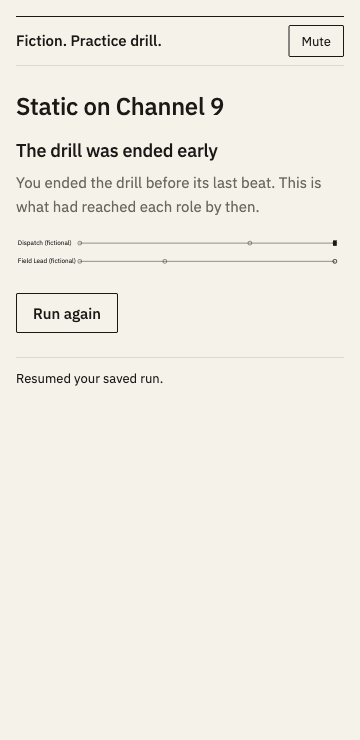 Fiction. Practice drill.
Mute
Static on Channel 9
The drill was ended early
You ended the drill before its last beat. This is
what had reached each role by then.
Dispatch (fictional)
Field Lead (fictional)
Run again
Resumed your saved run.